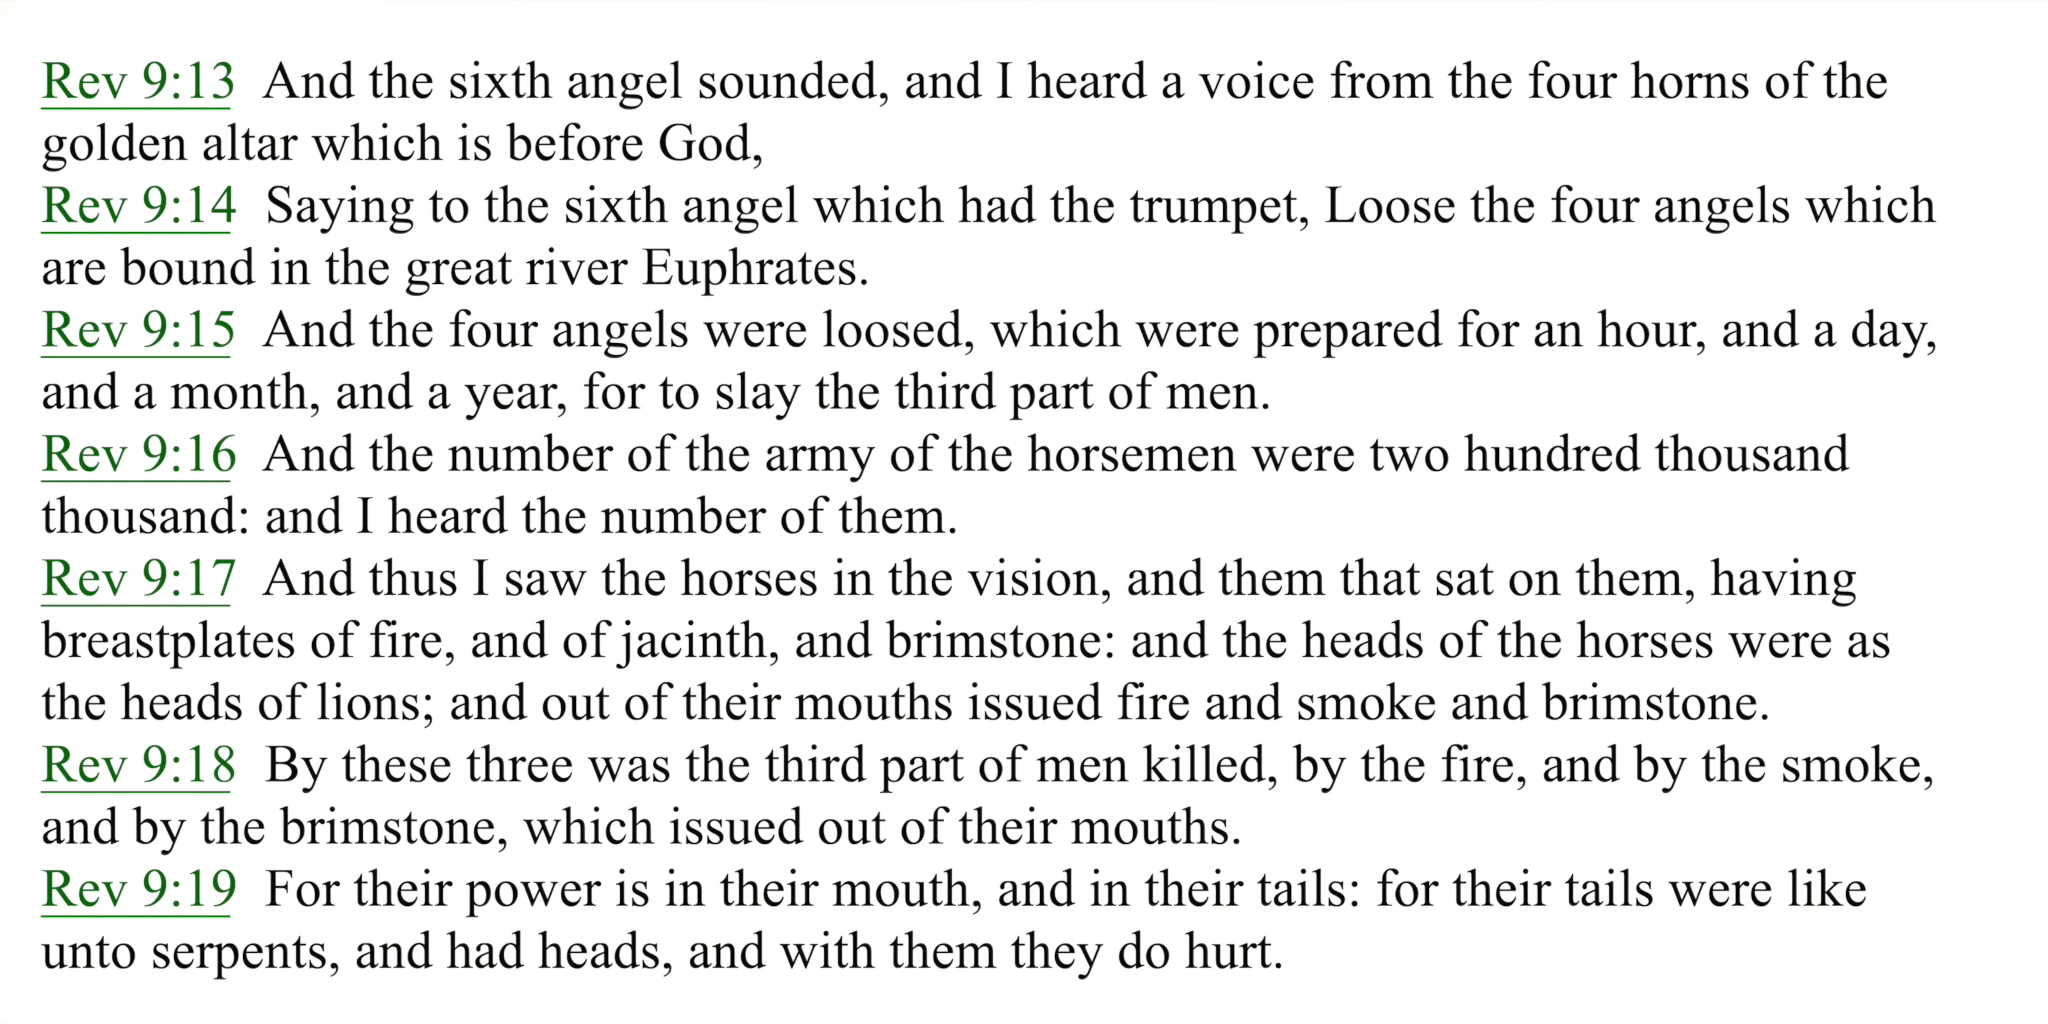 Rev 9:13 And the sixth angel sounded, and I heard a voice from the four horns of the
golden altar which is before God,
Rev 9:14 Saying to the sixth angel which had the trumpet, Loose the four angels which
are bound in the great river Euphrates.
Rev 9:15 And the four angels were loosed, which were prepared for an hour, and a day,
and a month, and a year, for to slay the third part of men.
Rev 9:16 And the number of the army of the horsemen were two hundred thousand
thousand: and I heard the number of them.
Rev 9:17 And thus I saw the horses in the vision, and them that sat on them, having
breastplates of fire, and of jacinth, and brimstone: and the heads of the horses were as
the heads of lions; and out of their mouths issued fire and smoke and brimstone.
Rev 9:18 By these three was the third part of men killed, by the fire, and by the smoke,
and by the brimstone, which issued out of their mouths.
Rev 9:19 For their power is in their mouth, and in their tails: for their tails were like
unto serpents, and had heads, and with them they do hurt.